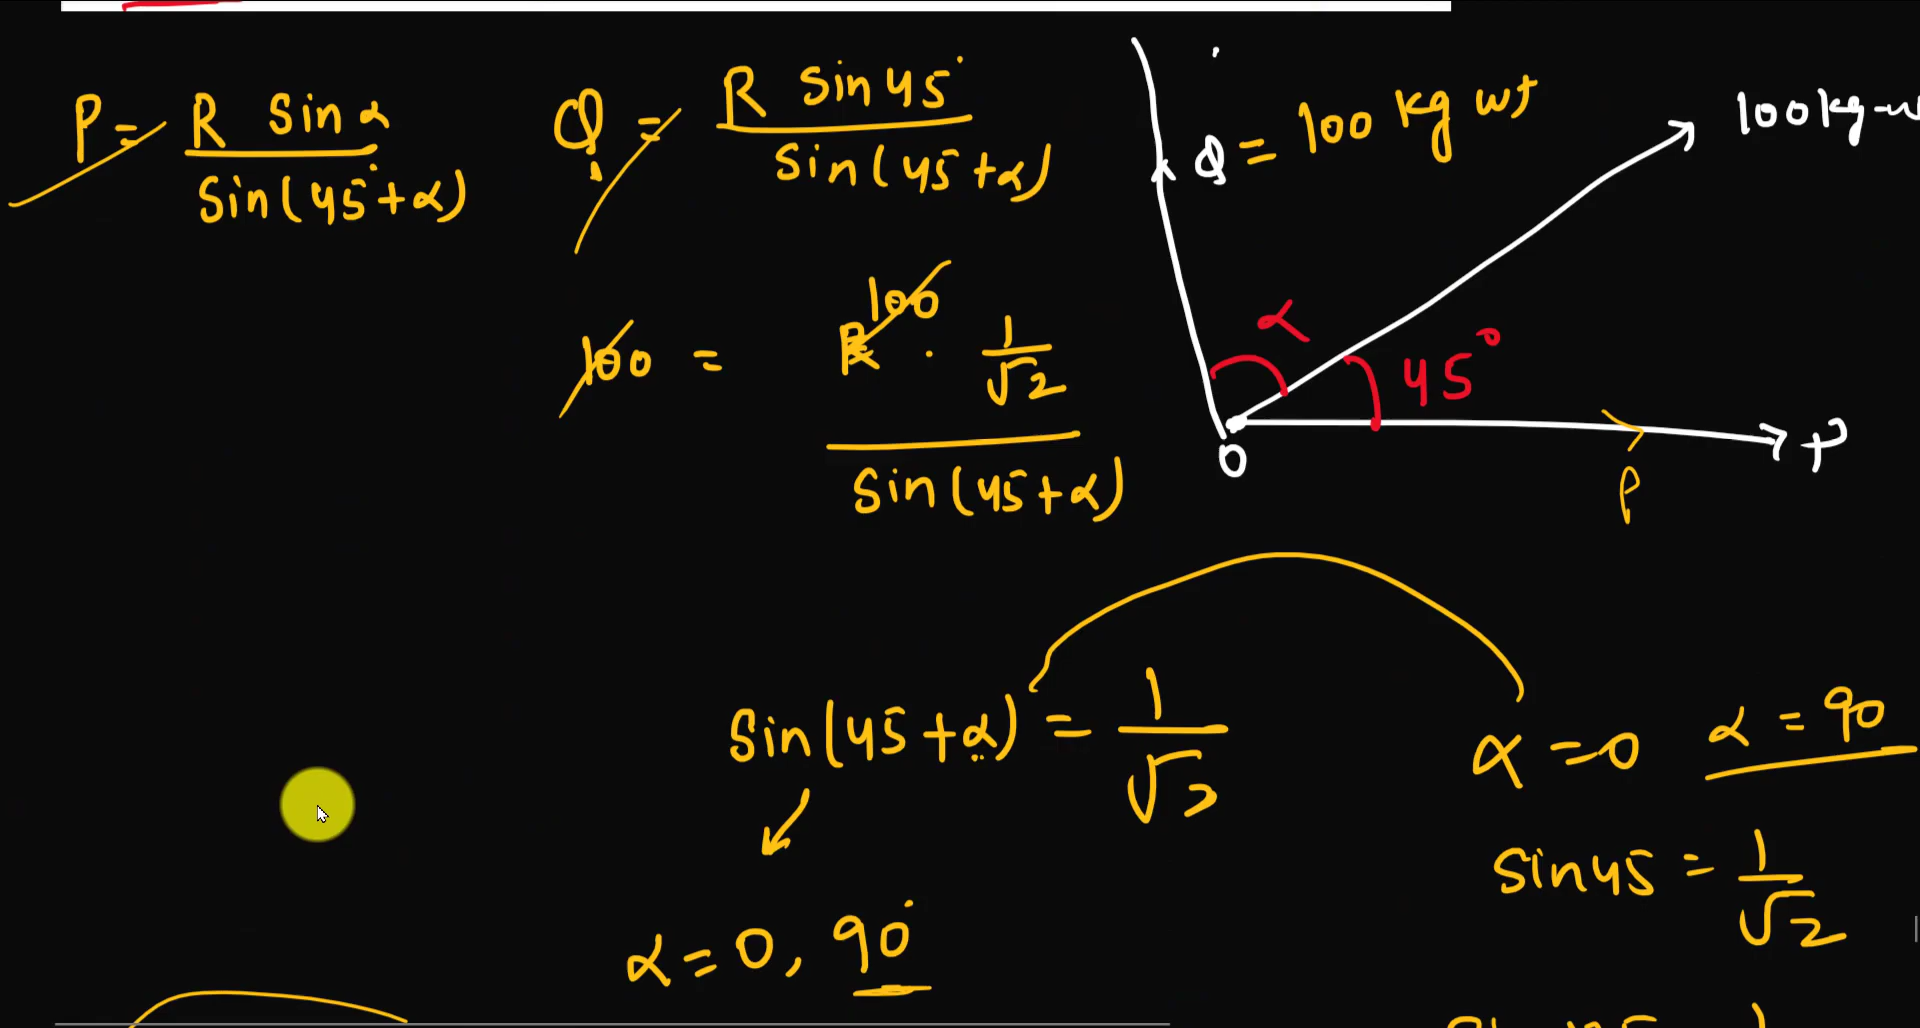 P = R Sin α / Sin(45° + α)
Q = R Sin 45° / Sin(45 + α)
Q = 100 kg wt
100 kg-w
100 = R 100 · 1/√2 / Sin(45 + α)
α
45°
O
P
P
Sin(45 + α) = 1/√2
α = 0
α = 90
Sin 45 = 1/√2
α = 0, 90°